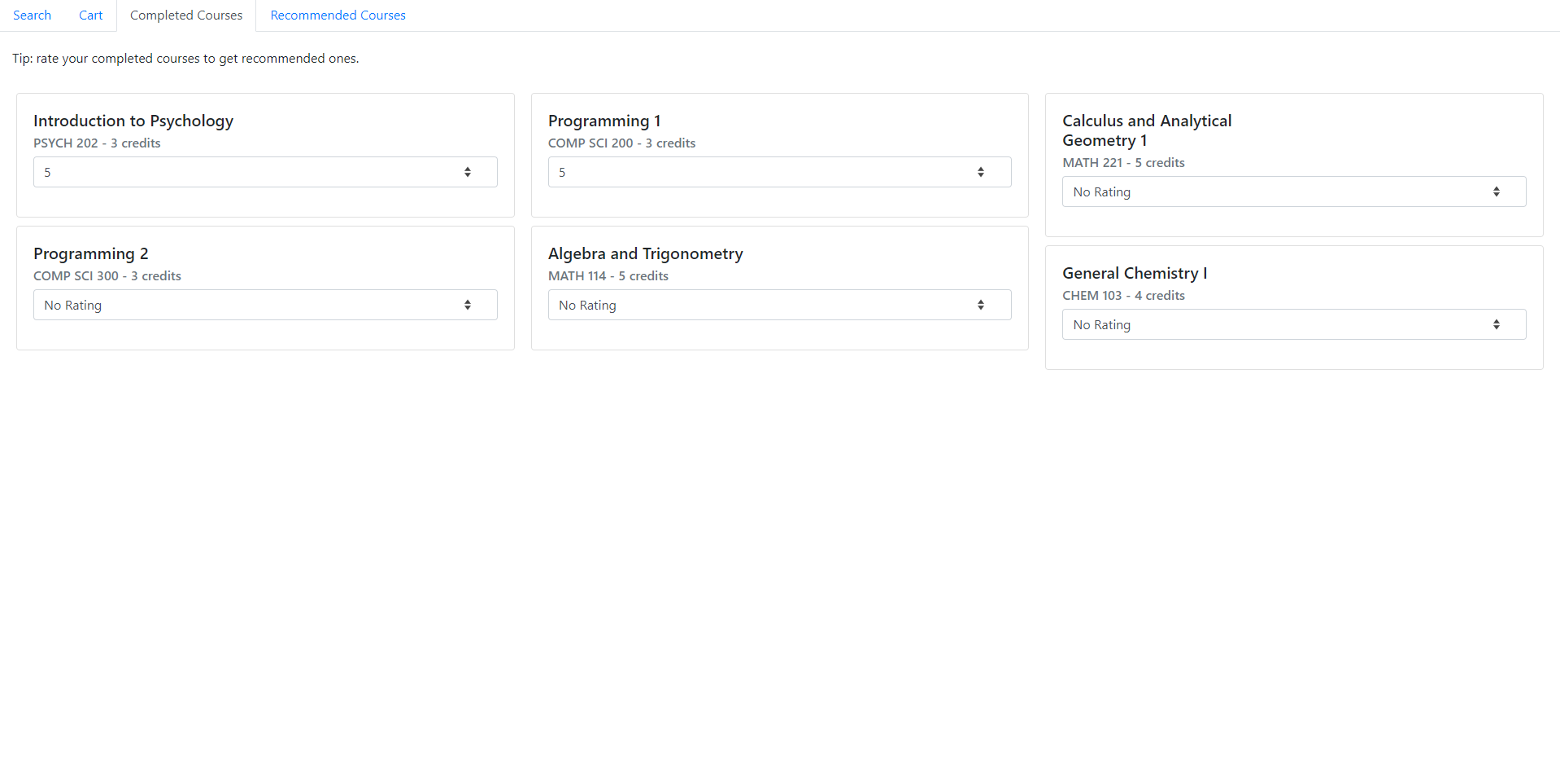 Search Cart Completed Courses Recommended Courses
Tip: rate your completed courses to get recommended ones.
Introduction to Psychology
PSYCH 202 - 3 credits
5
Programming 1
COMP SCI 200 - 3 credits
5
Calculus and Analytical
Geometry 1
MATH 221 - 5 credits
No Rating
Programming 2
COMP SCI 300 - 3 credits
No Rating
Algebra and Trigonometry
MATH 114 - 5 credits
No Rating
General Chemistry I
CHEM 103 - 4 credits
No Rating